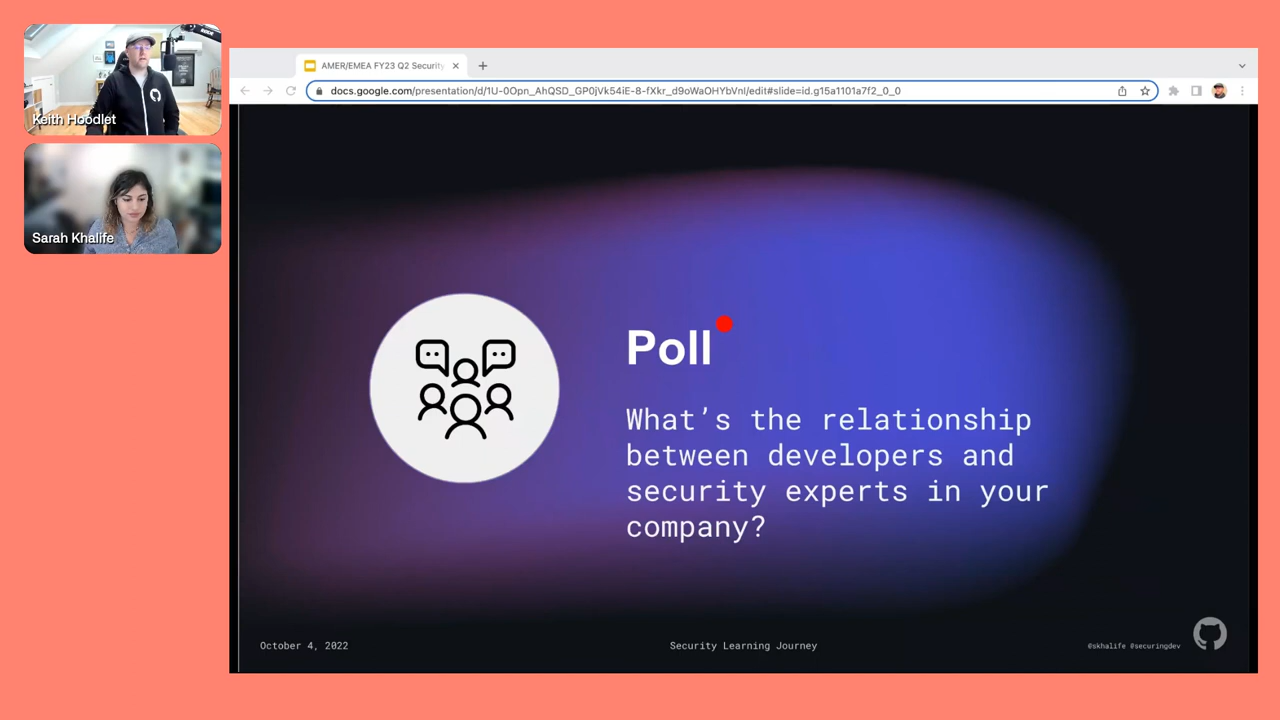 Keith Hoodlet
Sarah Khalife
AMER/EMEA FY23 Q2 Securit
docs.google.com/presentation/d/1U-0Opn_AhQSD_GP0jVk54iE-8-fXkr_d9oWaOHYbVnI/edit#slide=id.g15a1101a7f2_0_0
Poll
What’s the relationship
between developers and
security experts in your
company?
October 4, 2022
Security Learning Journey
@skhalife @securingdev